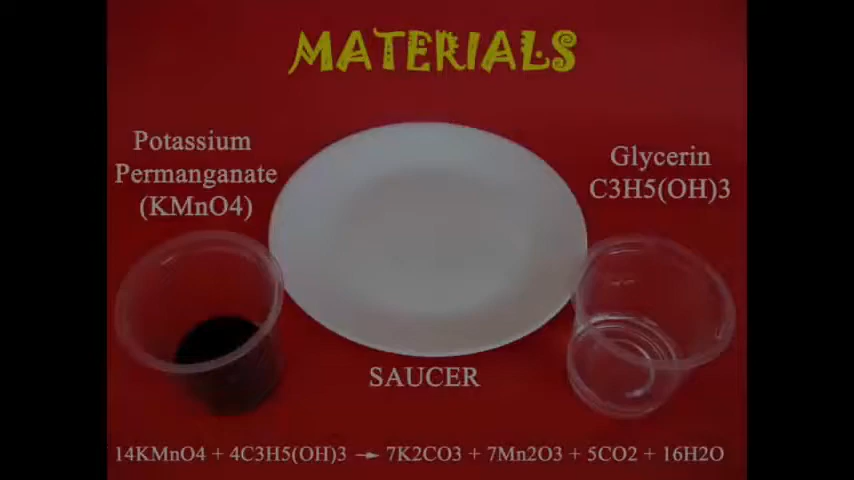 MATERIALS
Potassium
Permanganate
(KMnO4)
Glycerin
C3H5(OH)3
SAUCER
14KMnO4 + 4C3H5(OH)3 → 7K2CO3 + 7Mn2O3 + 5CO2 + 16H2O